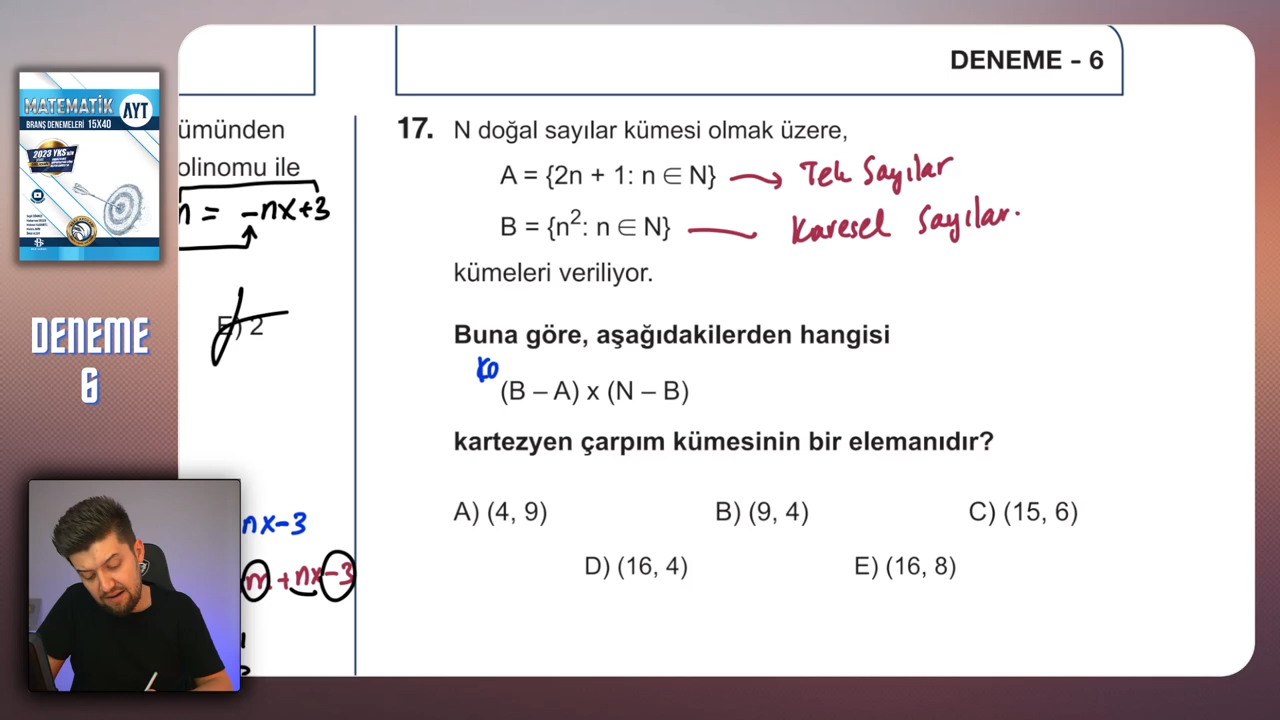 DENEME - 6
MATEMATİK AYT
BRANŞ DENEMELERİ 15X40
2023 YKS'NİN
DENEME
6
ümünden
olinomu ile
= -nx+3
E) 2
nx-3
m +nx-3
17. N doğal sayılar kümesi olmak üzere,
A = {2n + 1: n ∈ N} → Tek Sayılar
B = {n²: n ∈ N} — Karesel Sayılar.
kümeleri veriliyor.
Buna göre, aşağıdakilerden hangisi
(B – A) x (N – B)
kartezyen çarpım kümesinin bir elemanıdır?
A) (4, 9) B) (9, 4) C) (15, 6)
D) (16, 4) E) (16, 8)